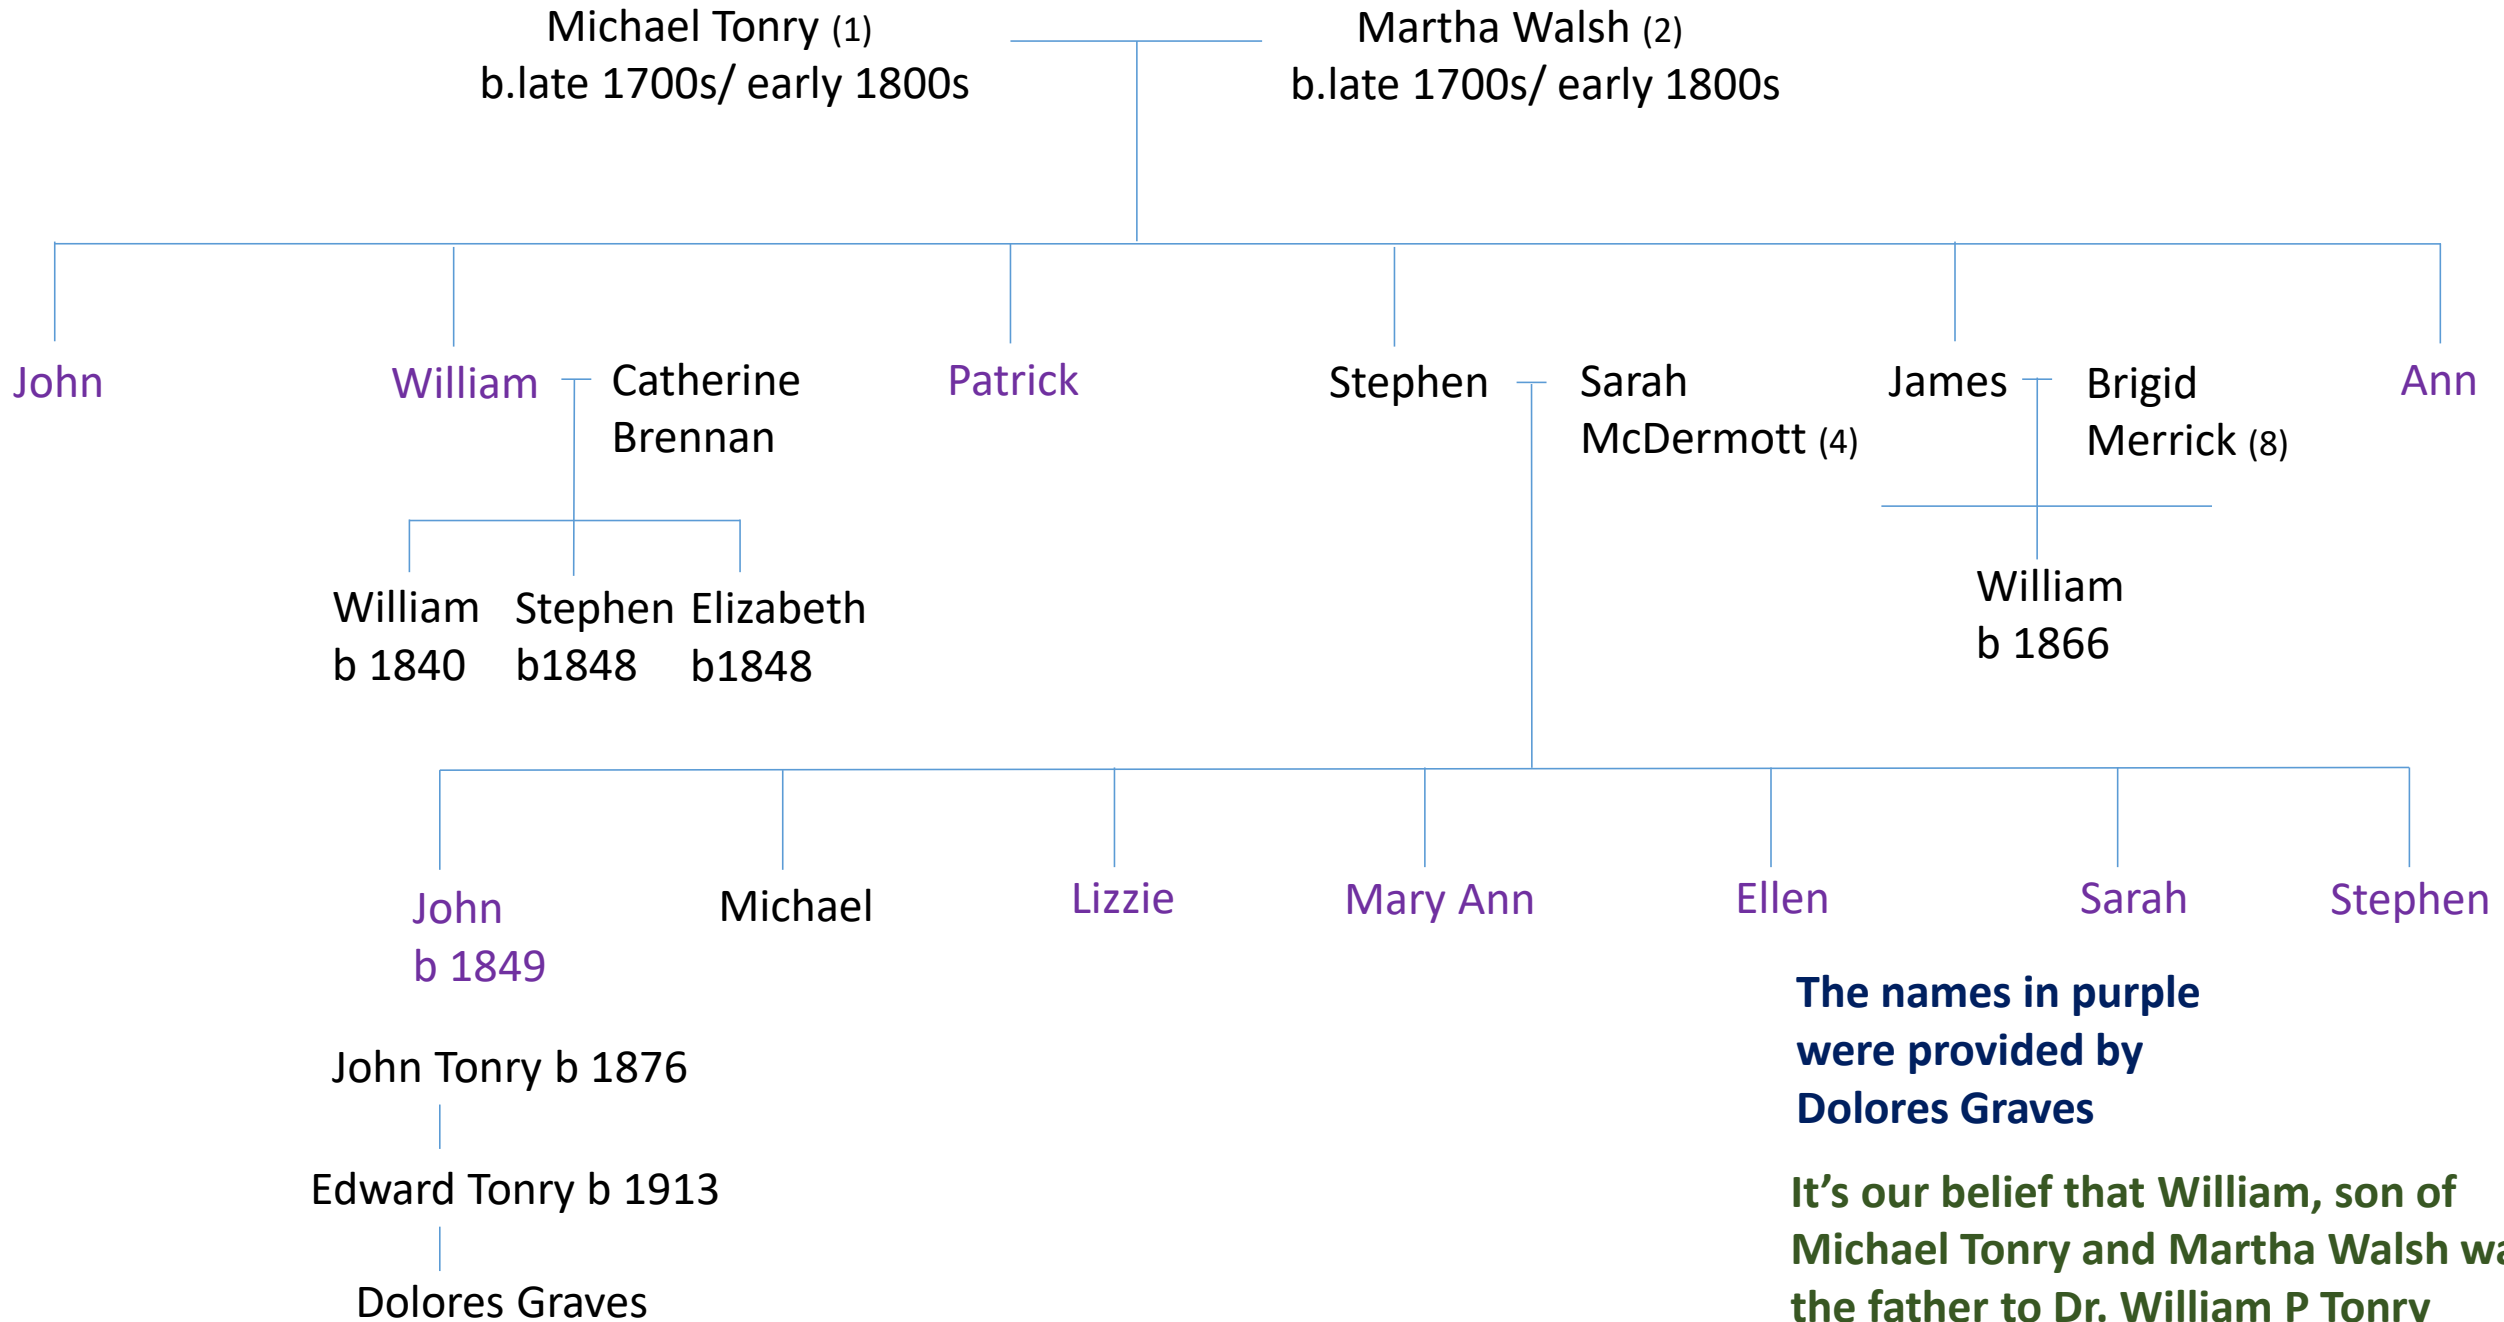 Michael Tonry (1)
b.late 1700s/ early 1800s
Martha Walsh (2)
b.late 1700s/ early 1800s
John
William
Catherine
Brennan
Patrick
Stephen
Sarah
McDermott (4)
James
Brigid
Merrick (8)
Ann
William
b 1840
Stephen
b1848
Elizabeth
b1848
William
b 1866
John
b 1849
Michael
Lizzie
Mary Ann
Ellen
Sarah
Stephen
John Tonry b 1876
Edward Tonry b 1913
Dolores Graves
The names in purple
were provided by
Dolores Graves
It’s our belief that William, son of
Michael Tonry and Martha Walsh wa
the father to Dr. William P Tonry